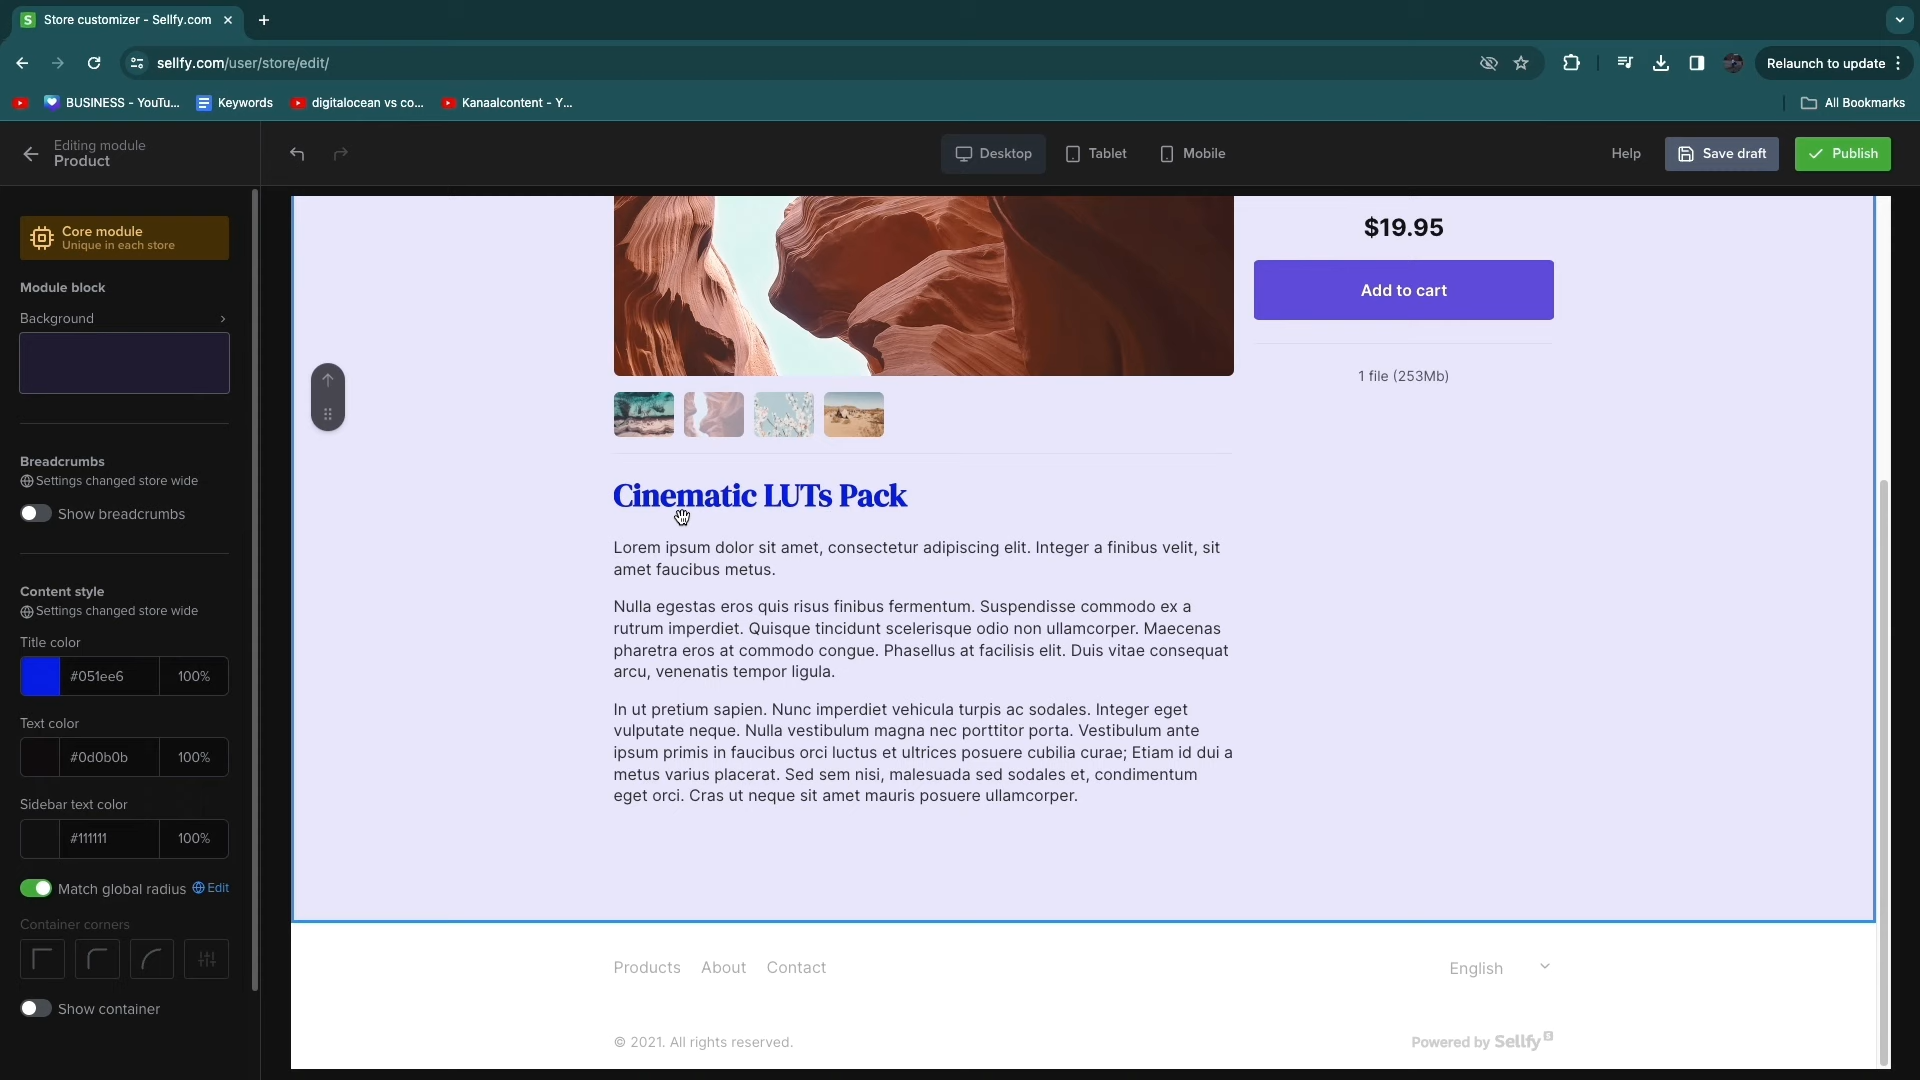 Store customizer - Sellfy.com
sellfy.com/user/store/edit/
Relaunch to update
BUSINESS - YouTu...
Keywords
digitalocean vs co...
Kanaalcontent - Y...
All Bookmarks
Editing module
Product
Desktop
Tablet
Mobile
Help
Save draft
Publish
Core module
Unique in each store
Module block
Background
Breadcrumbs
Settings changed store wide
Show breadcrumbs
Content style
Settings changed store wide
Title color
#051ee6 100%
Text color
#0d0b0b 100%
Sidebar text color
#111111 100%
Match global radius Edit
Container corners
Show container
$19.95
Add to cart
1 file (253Mb)
Cinematic LUTs Pack
Lorem ipsum dolor sit amet, consectetur adipiscing elit. Integer a finibus velit, sit
amet faucibus metus.
Nulla egestas eros quis risus finibus fermentum. Suspendisse commodo ex a
rutrum imperdiet. Quisque tincidunt scelerisque odio non ullamcorper. Maecenas
pharetra eros at commodo congue. Phasellus at facilisis elit. Duis vitae consequat
arcu, venenatis tempor ligula.
In ut pretium sapien. Nunc imperdiet vehicula turpis ac sodales. Integer eget
vulputate neque. Nulla vestibulum magna nec porttitor porta. Vestibulum ante
ipsum primis in faucibus orci luctus et ultrices posuere cubilia curae; Etiam id dui a
metus varius placerat. Sed sem nisi, malesuada sed sodales et, condimentum
eget orci. Cras ut neque sit amet mauris posuere ullamcorper.
Products About Contact
English
© 2021. All rights reserved.
Powered by Sellfy